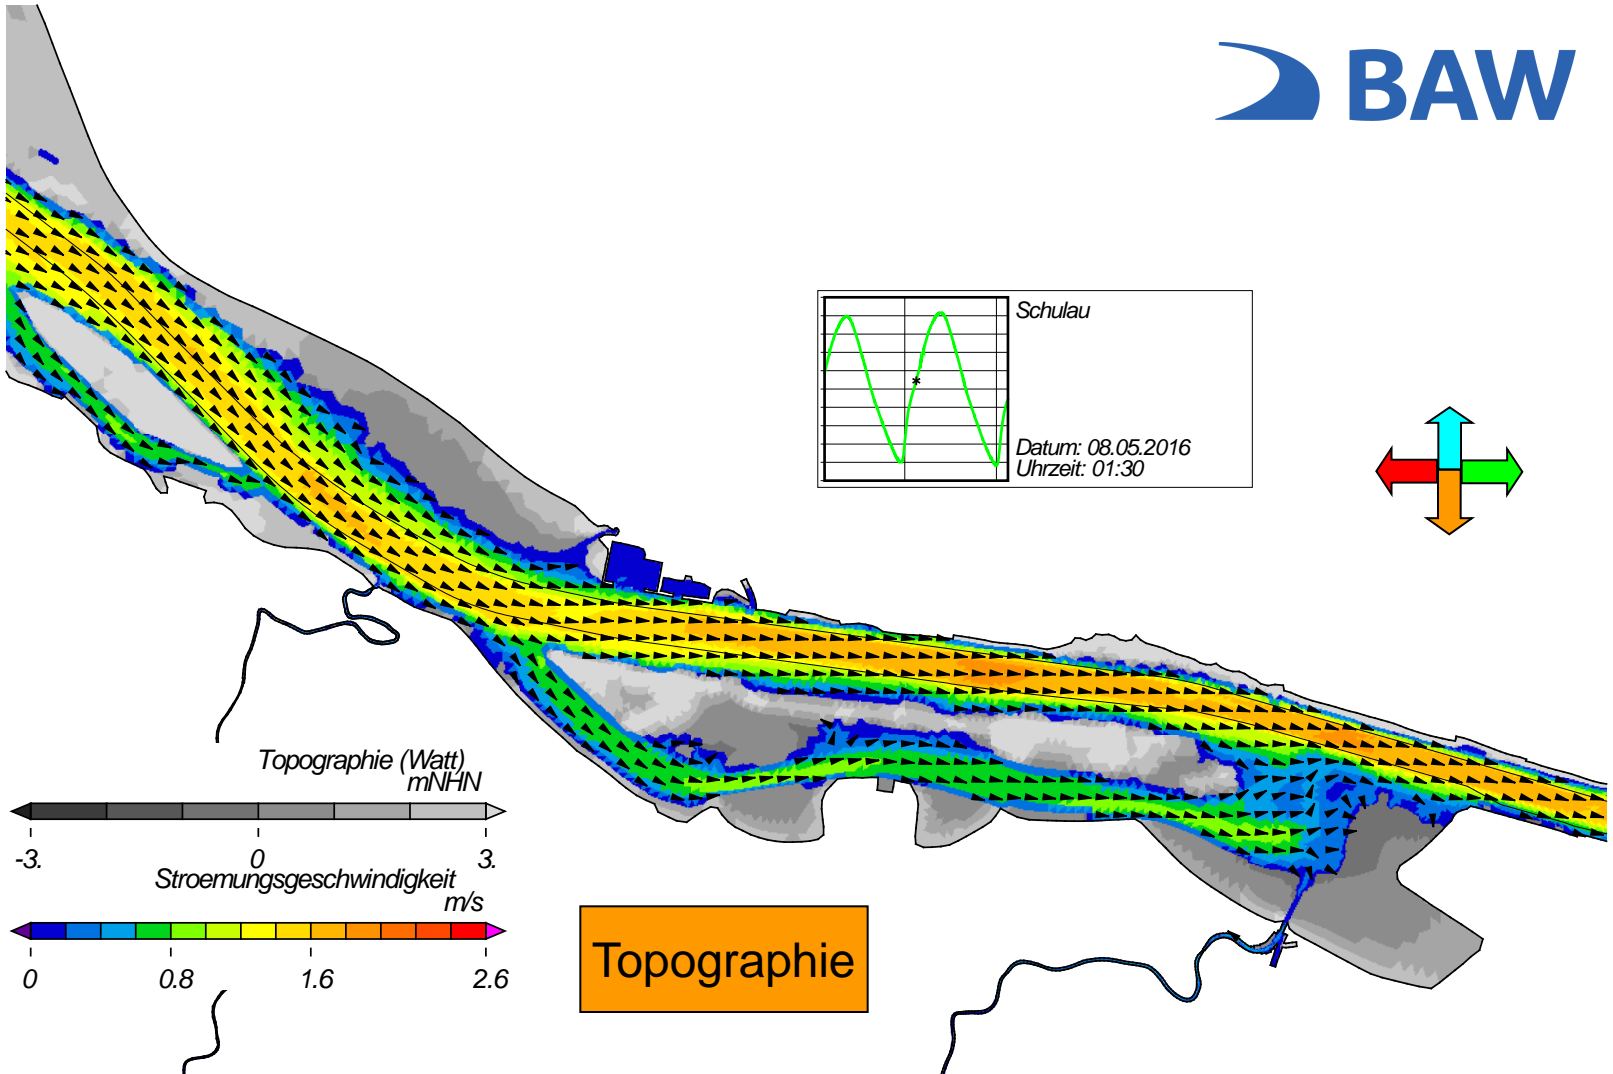 BAW
Schulau
Datum: 08.05.2016
Uhrzeit: 01:30
Topographie (Watt)
mNHN
-3. 0 3.
Stroemungsgeschwindigkeit
m/s
0 0.8 1.6 2.6
Topographie